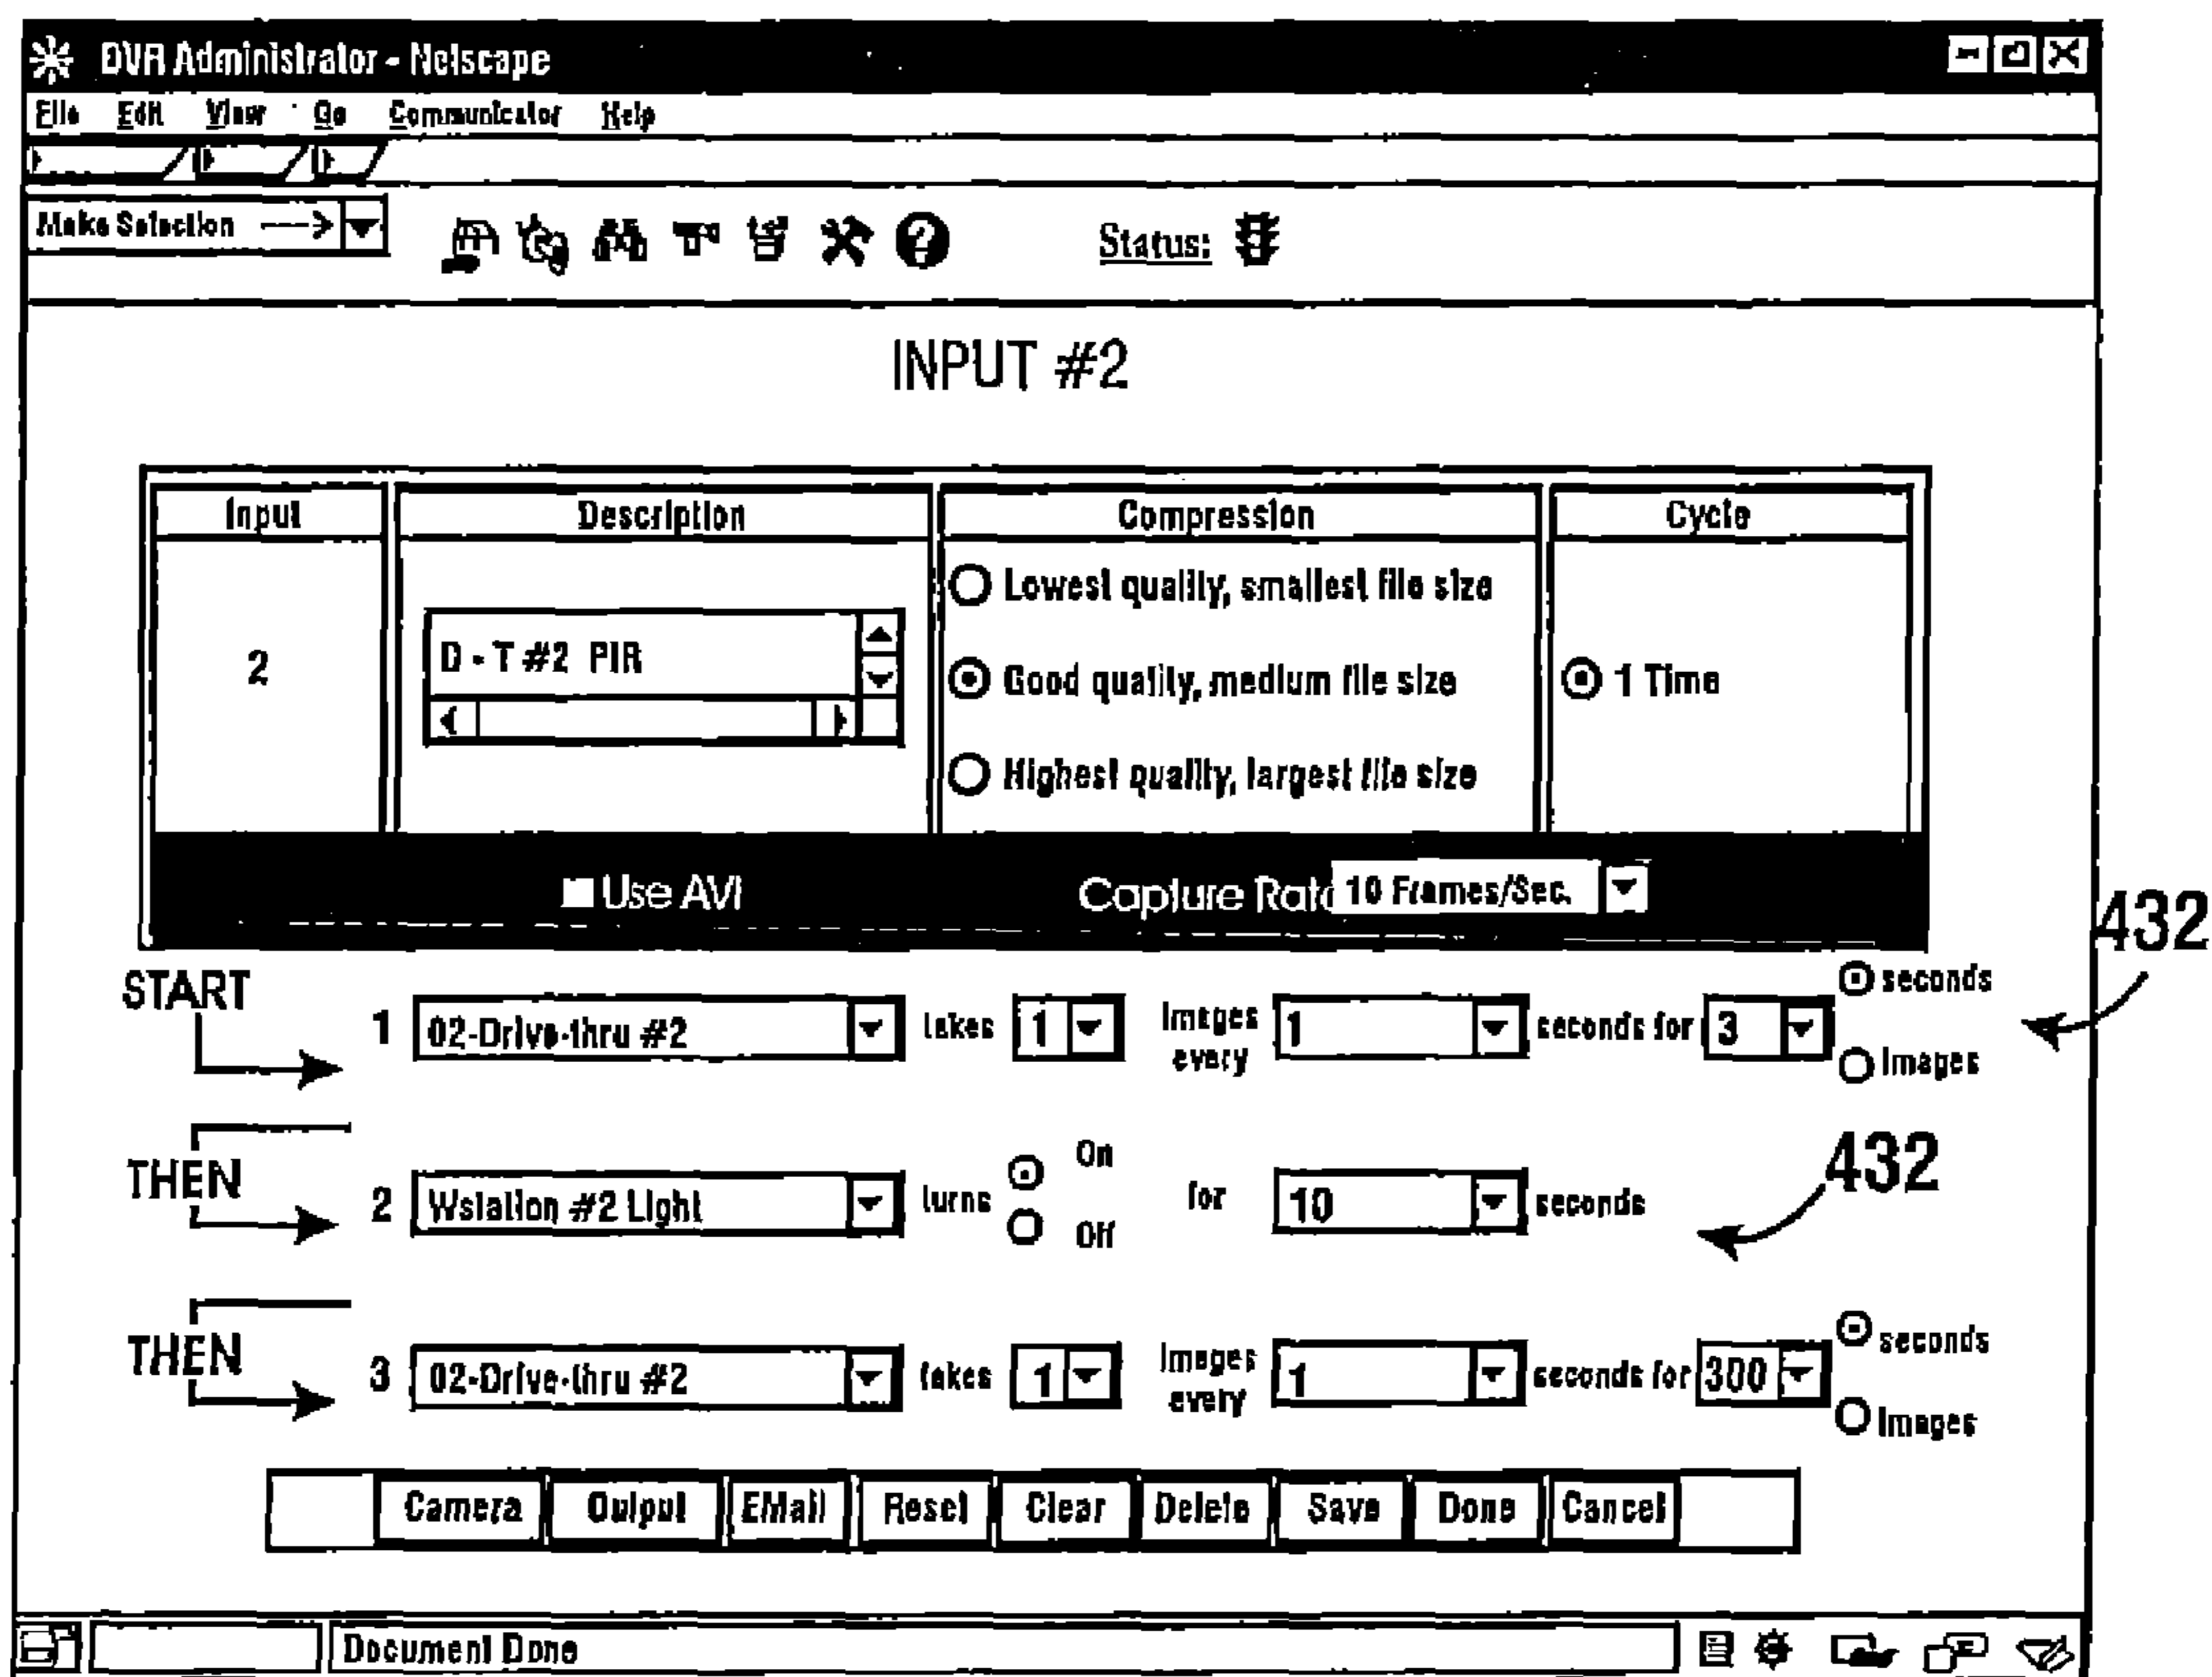 DVR Administrator - Netscape
File Edit View Go Communicator Help
Make Selection
Status:
INPUT #2
Input Description Compression Cycle
Lowest quality, smallest file size
2 D - T #2 PIR Good quality, medium file size 1 Time
Highest quality, largest file size
Use AVI Capture Rate 10 Frames/Sec.
432
START
seconds
1 02-Drive-thru #2 takes 1 Images every 1 seconds for 3
Images
432
THEN
On
2 Wstation #2 Light turns for 10 seconds
Off
THEN
seconds
3 02-Drive-thru #2 takes 1 Images every 1 seconds for 300
Images
Camera Output EMail Reset Clear Delete Save Done Cancel
Document Done